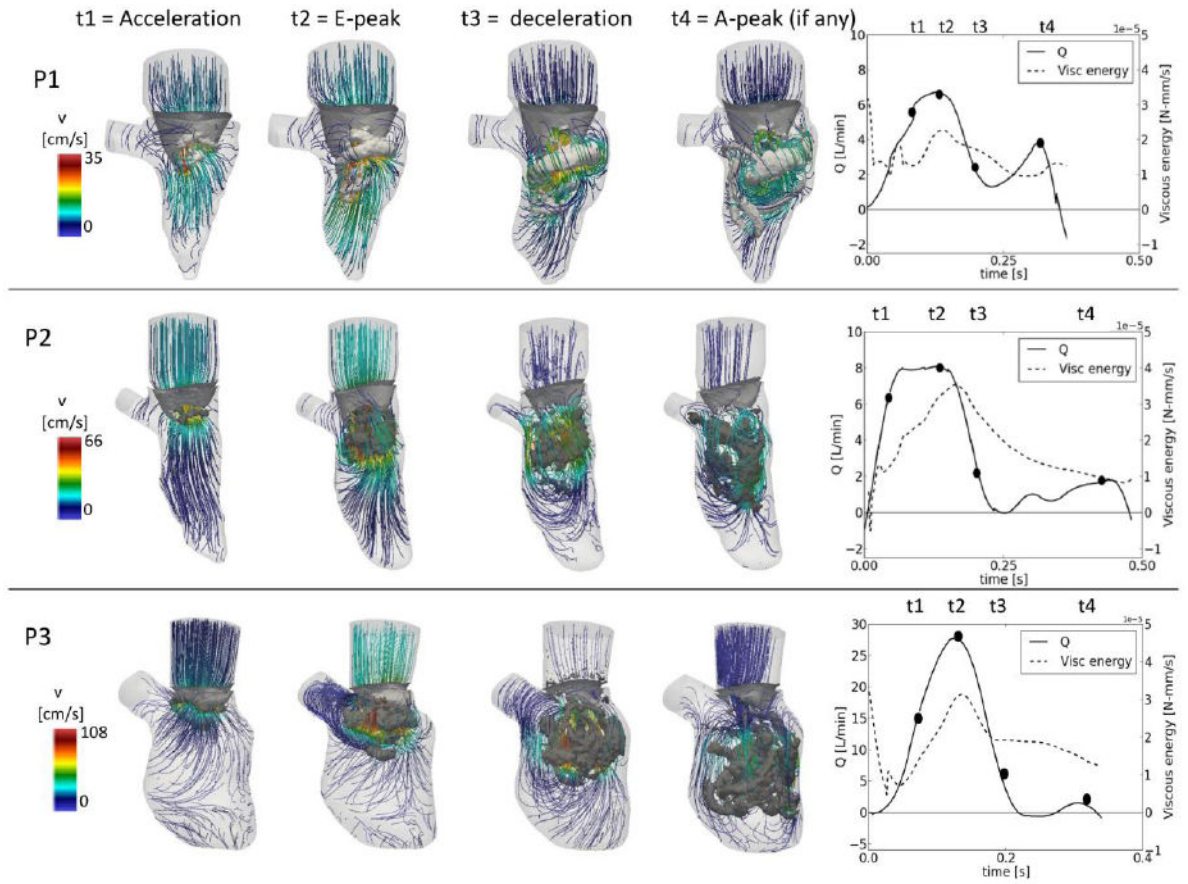 t1 = Acceleration t2 = E-peak t3 = deceleration t4 = A-peak (if any)
P1
v
[cm/s]
35
0
t1 t2 t3 t4
1e−5
Q
Visc energy
10
8
6
4
2
0
−2
5
4
3
2
1
0
−1
Q [L/min]
Viscous energy [N-mm/s]
0.00 0.25 0.50
time [s]
P2
v
[cm/s]
66
0
t1 t2 t3 t4
1e−5
Q
Visc energy
10
8
6
4
2
0
−2
5
4
3
2
1
0
−1
Q [L/min]
Viscous energy [N-mm/s]
0.00 0.25 0.50
time [s]
P3
v
[cm/s]
108
0
t1 t2 t3 t4
1e−5
Q
Visc energy
30
25
20
15
10
5
0
−5
5
4
3
2
1
0
−1
Q [L/min]
Viscous energy [N-mm/s]
0.0 0.2 0.4
time [s]